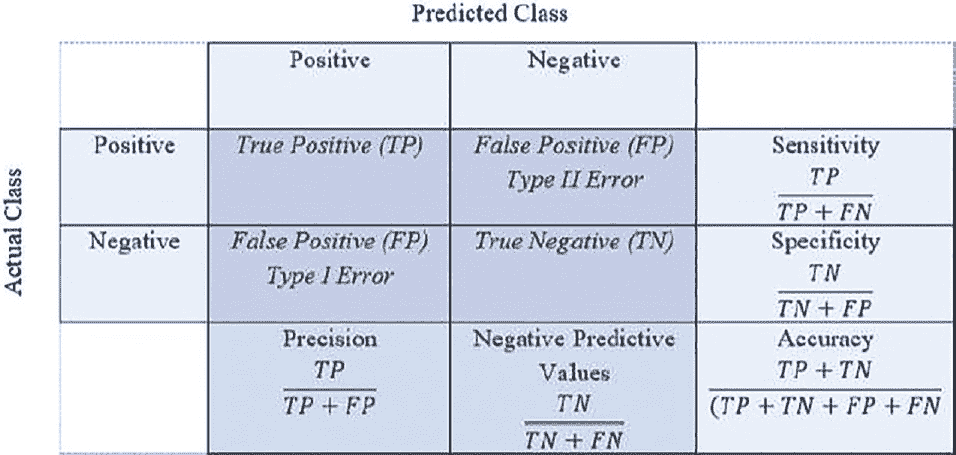 Predicted Class
Positive Negative
Actual Class
Positive True Positive (TP) False Positive (FP) Sensitivity
Type II Error TP
TP + FN
Negative False Positive (FP) True Negative (TN) Specificity
Type I Error TN
TN + FP
Precision Negative Predictive Accuracy
TP Values TP + TN
TP + FP TN (TP + TN + FP + FN
TN + FN